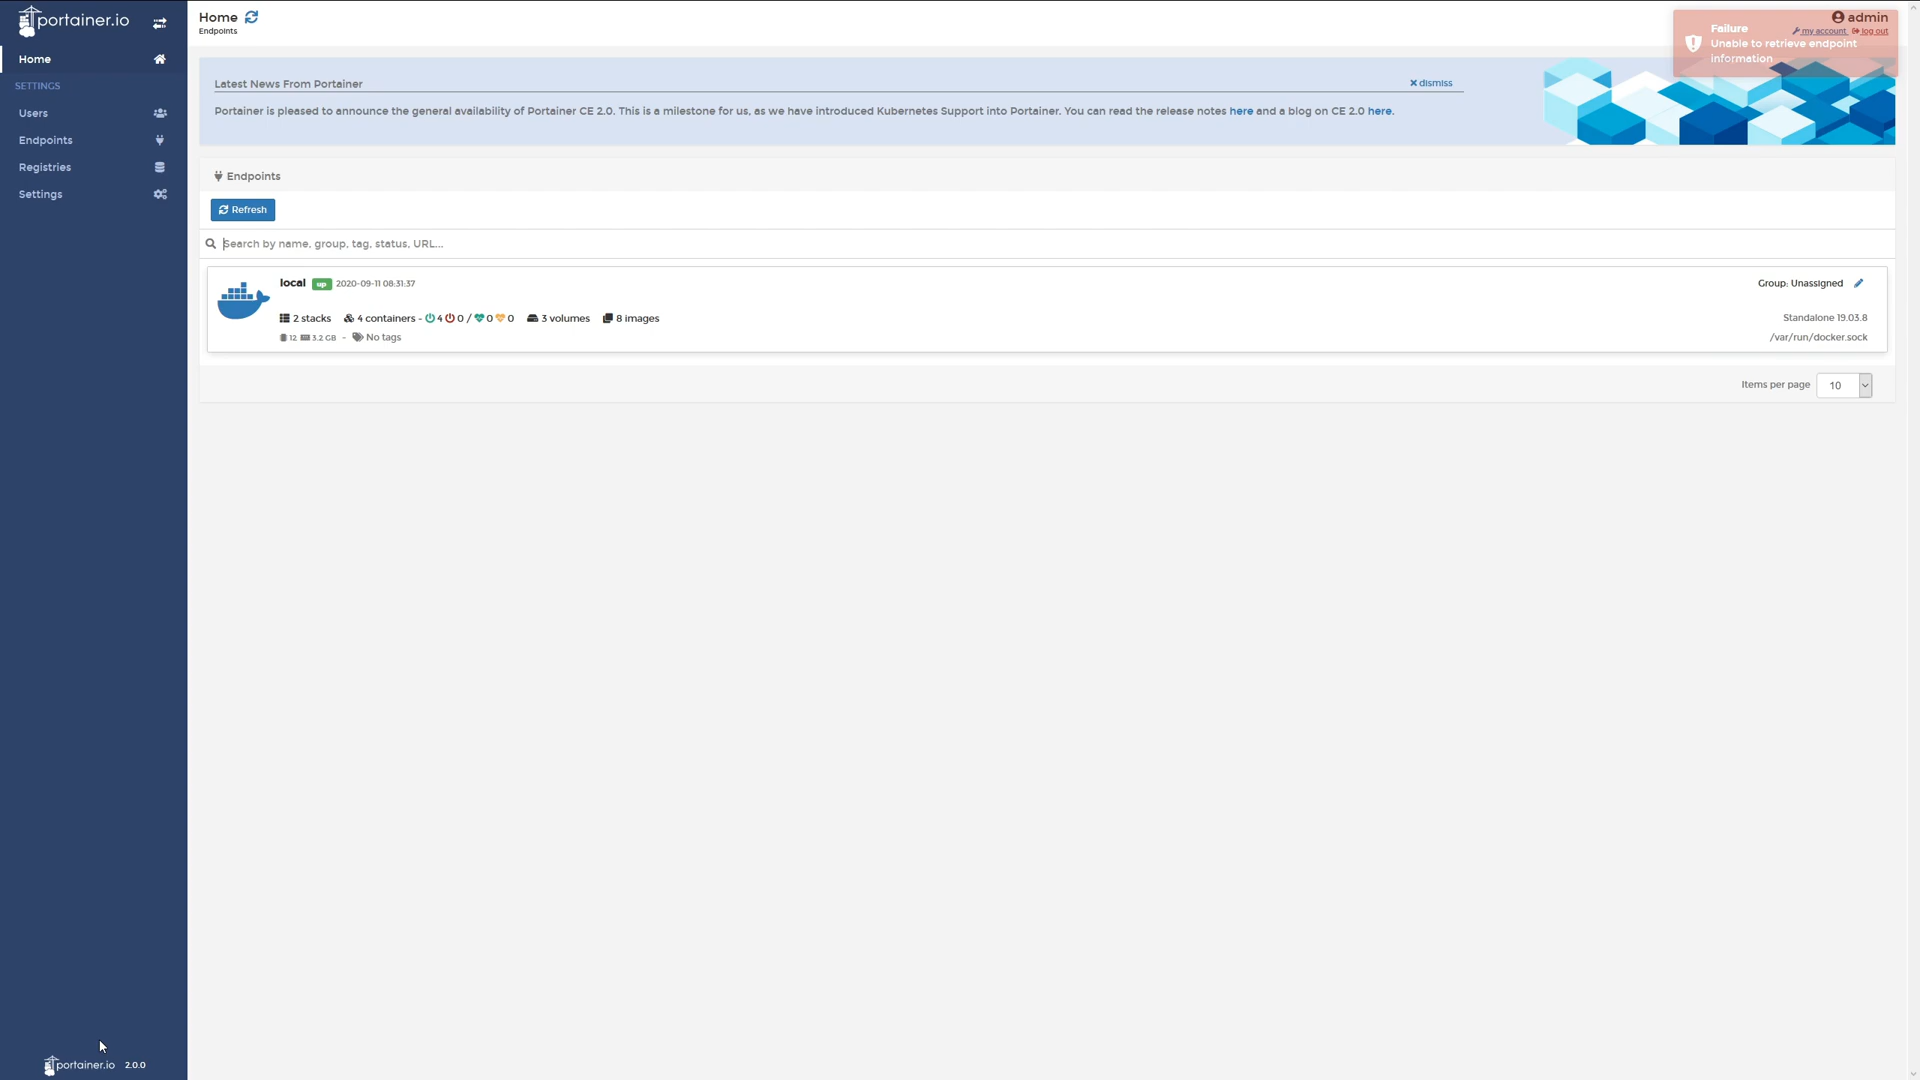 portainer.io
Home
SETTINGS
Users
Endpoints
Registries
Settings
portainer.io 2.0.0
Home
Endpoints
admin
my account log out
Failure
Unable to retrieve endpoint
information
Latest News From Portainer
dismiss
Portainer is pleased to announce the general availability of Portainer CE 2.0. This is a milestone for us, as we have introduced Kubernetes Support into Portainer. You can read the release notes here and a blog on CE 2.0 here.
Endpoints
Refresh
Search by name, group, tag, status, URL...
local up 2020-09-11 08:31:37
Group: Unassigned
2 stacks 4 containers - 4 0 / 0 0 3 volumes 8 images
Standalone 19.03.8
12 3.2 GB - No tags
/var/run/docker.sock
Items per page 10